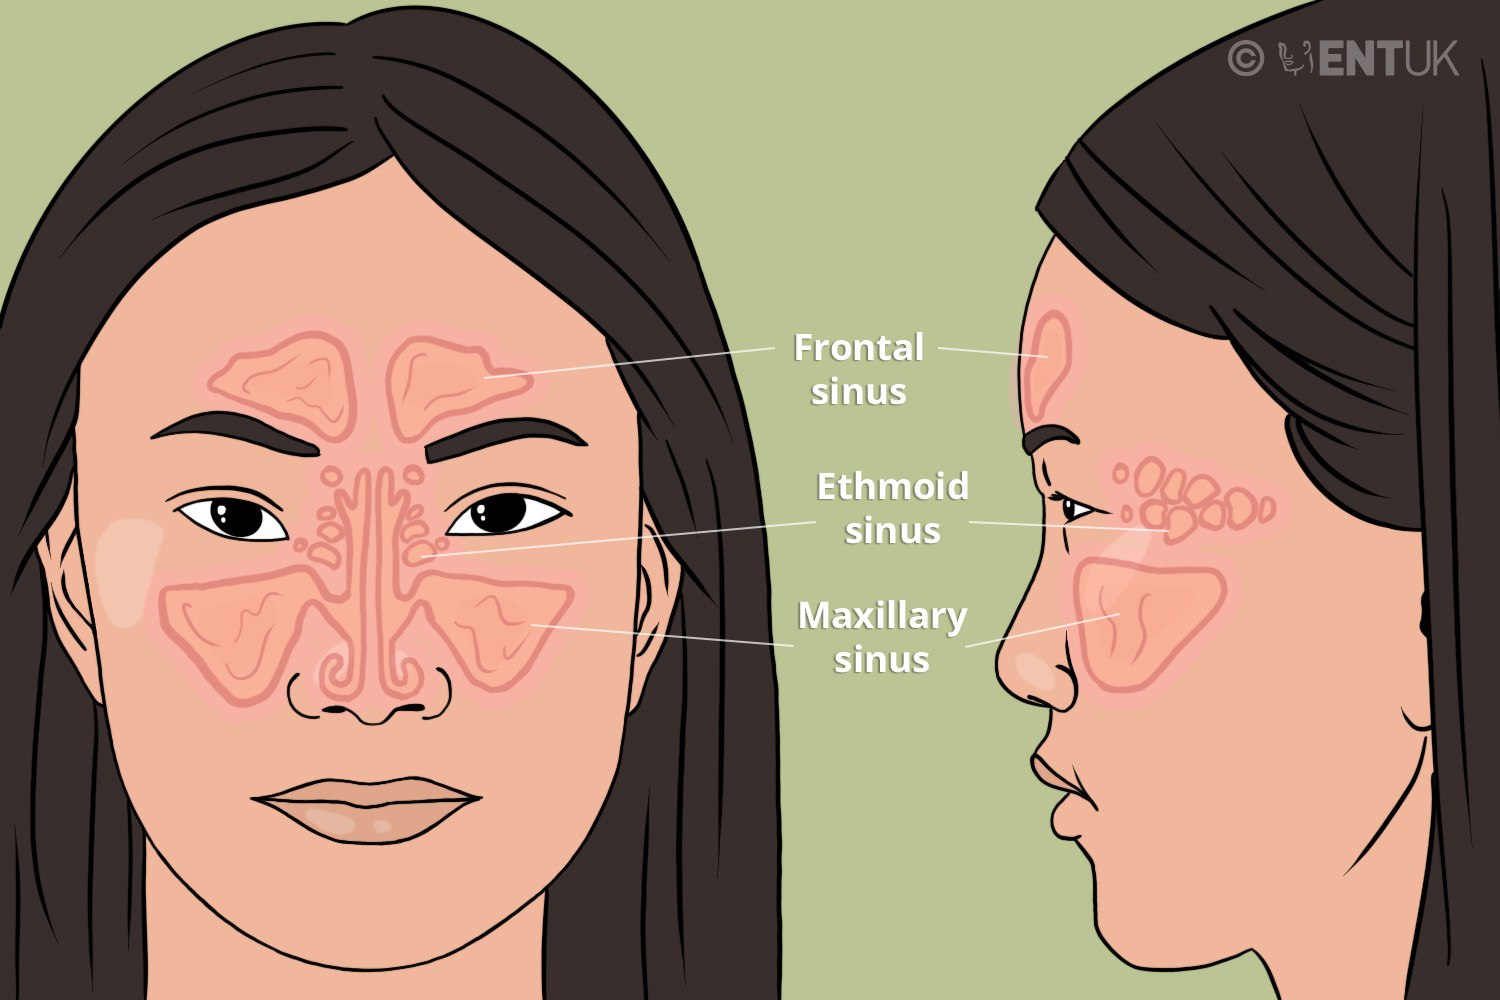 © ENTUK
Frontal
sinus
Ethmoid
sinus
Maxillary
sinus